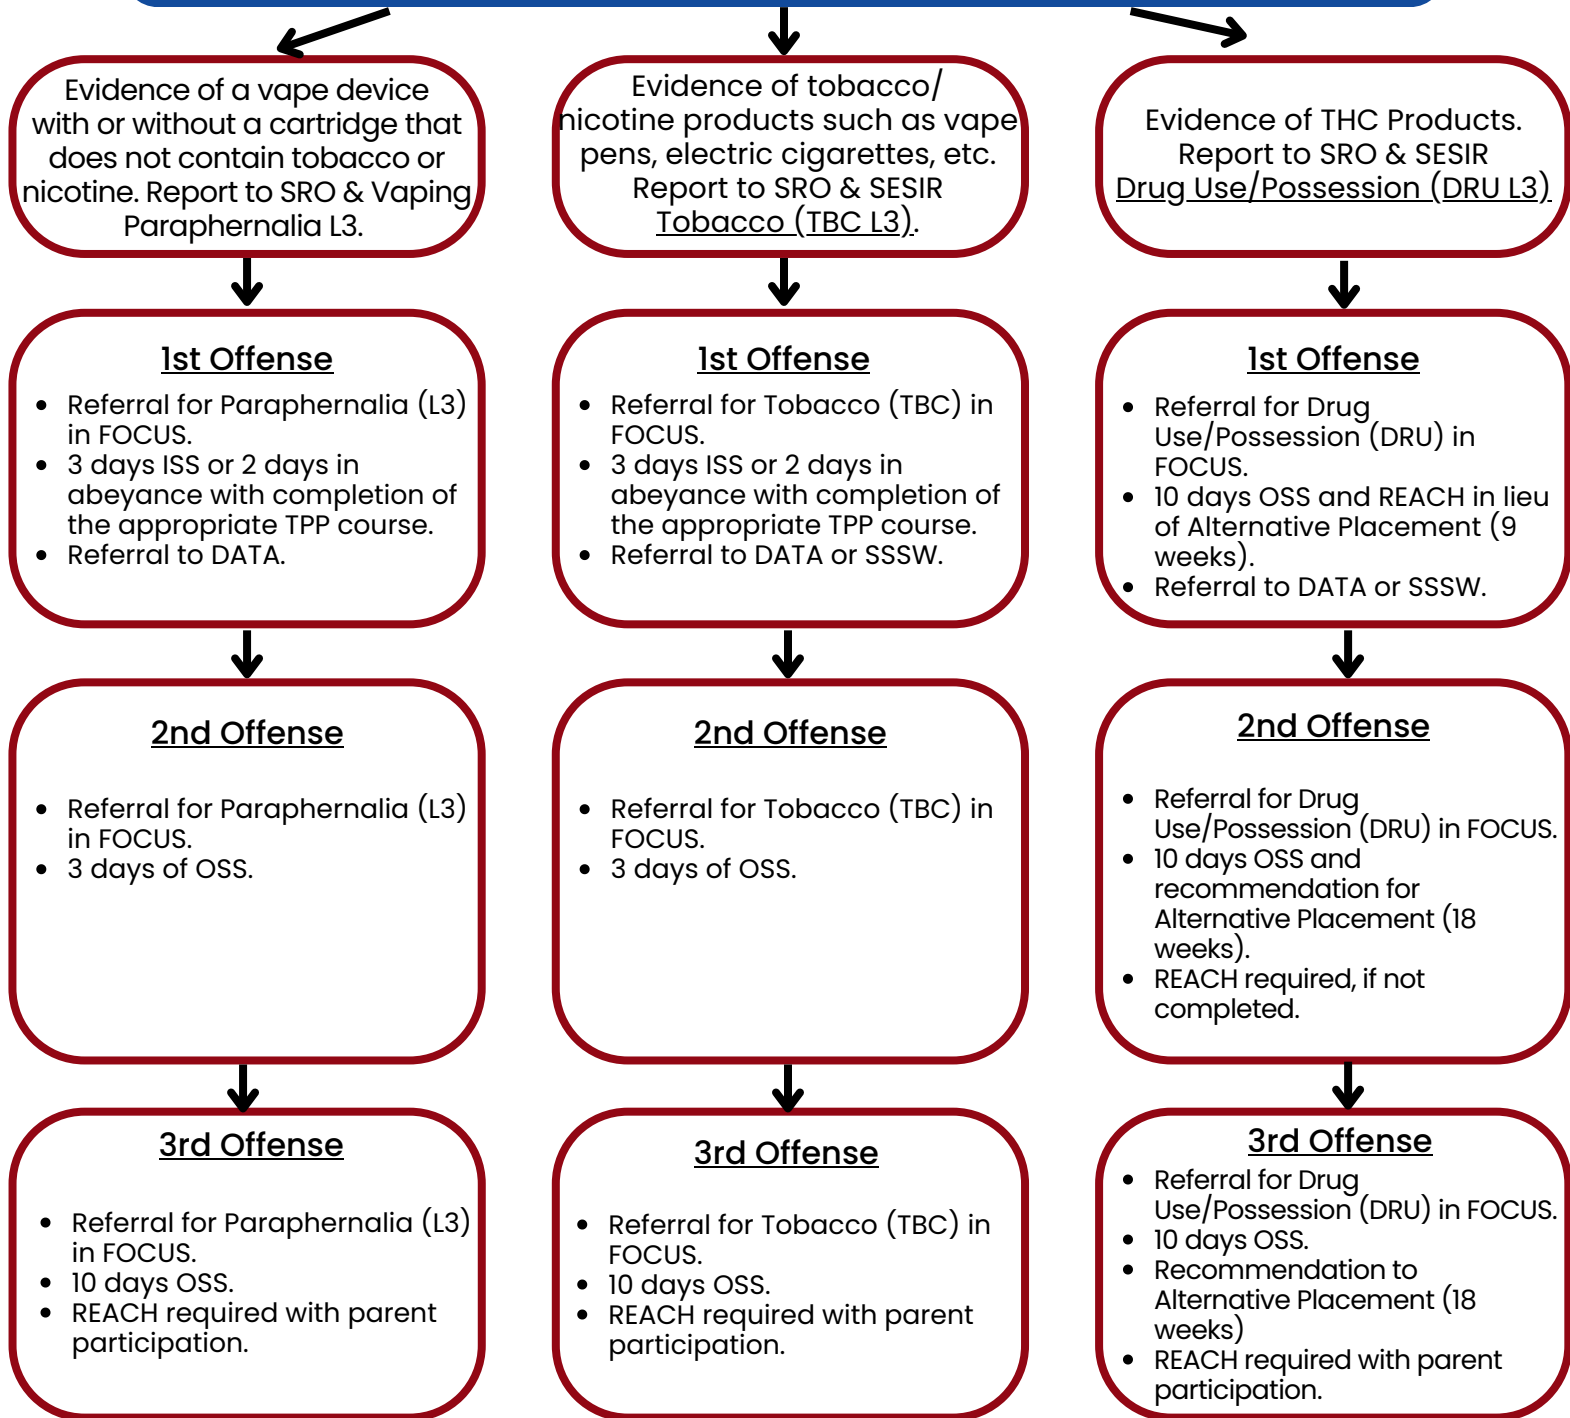 Evidence of a vape device
with or without a cartridge that
does not contain tobacco or
nicotine. Report to SRO & Vaping
Paraphernalia L3.
Evidence of tobacco/
nicotine products such as vape
pens, electric cigarettes, etc.
Report to SRO & SESIR
Tobacco (TBC L3).
Evidence of THC Products.
Report to SRO & SESIR
Drug Use/Possession (DRU L3)
1st Offense
• Referral for Paraphernalia (L3)
in FOCUS.
• 3 days ISS or 2 days in
abeyance with completion of
the appropriate TPP course.
• Referral to DATA.
1st Offense
• Referral for Tobacco (TBC) in
FOCUS.
• 3 days ISS or 2 days in
abeyance with completion of
the appropriate TPP course.
• Referral to DATA or SSSW.
1st Offense
• Referral for Drug
Use/Possession (DRU) in
FOCUS.
• 10 days OSS and REACH in lieu
of Alternative Placement (9
weeks).
• Referral to DATA or SSSW.
2nd Offense
• Referral for Paraphernalia (L3)
in FOCUS.
• 3 days of OSS.
2nd Offense
• Referral for Tobacco (TBC) in
FOCUS.
• 3 days of OSS.
2nd Offense
• Referral for Drug
Use/Possession (DRU) in FOCUS.
• 10 days OSS and
recommendation for
Alternative Placement (18
weeks).
• REACH required, if not
completed.
3rd Offense
• Referral for Paraphernalia (L3)
in FOCUS.
• 10 days OSS.
• REACH required with parent
participation.
3rd Offense
• Referral for Tobacco (TBC) in
FOCUS.
• 10 days OSS.
• REACH required with parent
participation.
3rd Offense
• Referral for Drug
Use/Possession (DRU) in FOCUS.
• 10 days OSS.
• Recommendation to
Alternative Placement (18
weeks)
• REACH required with parent
participation.